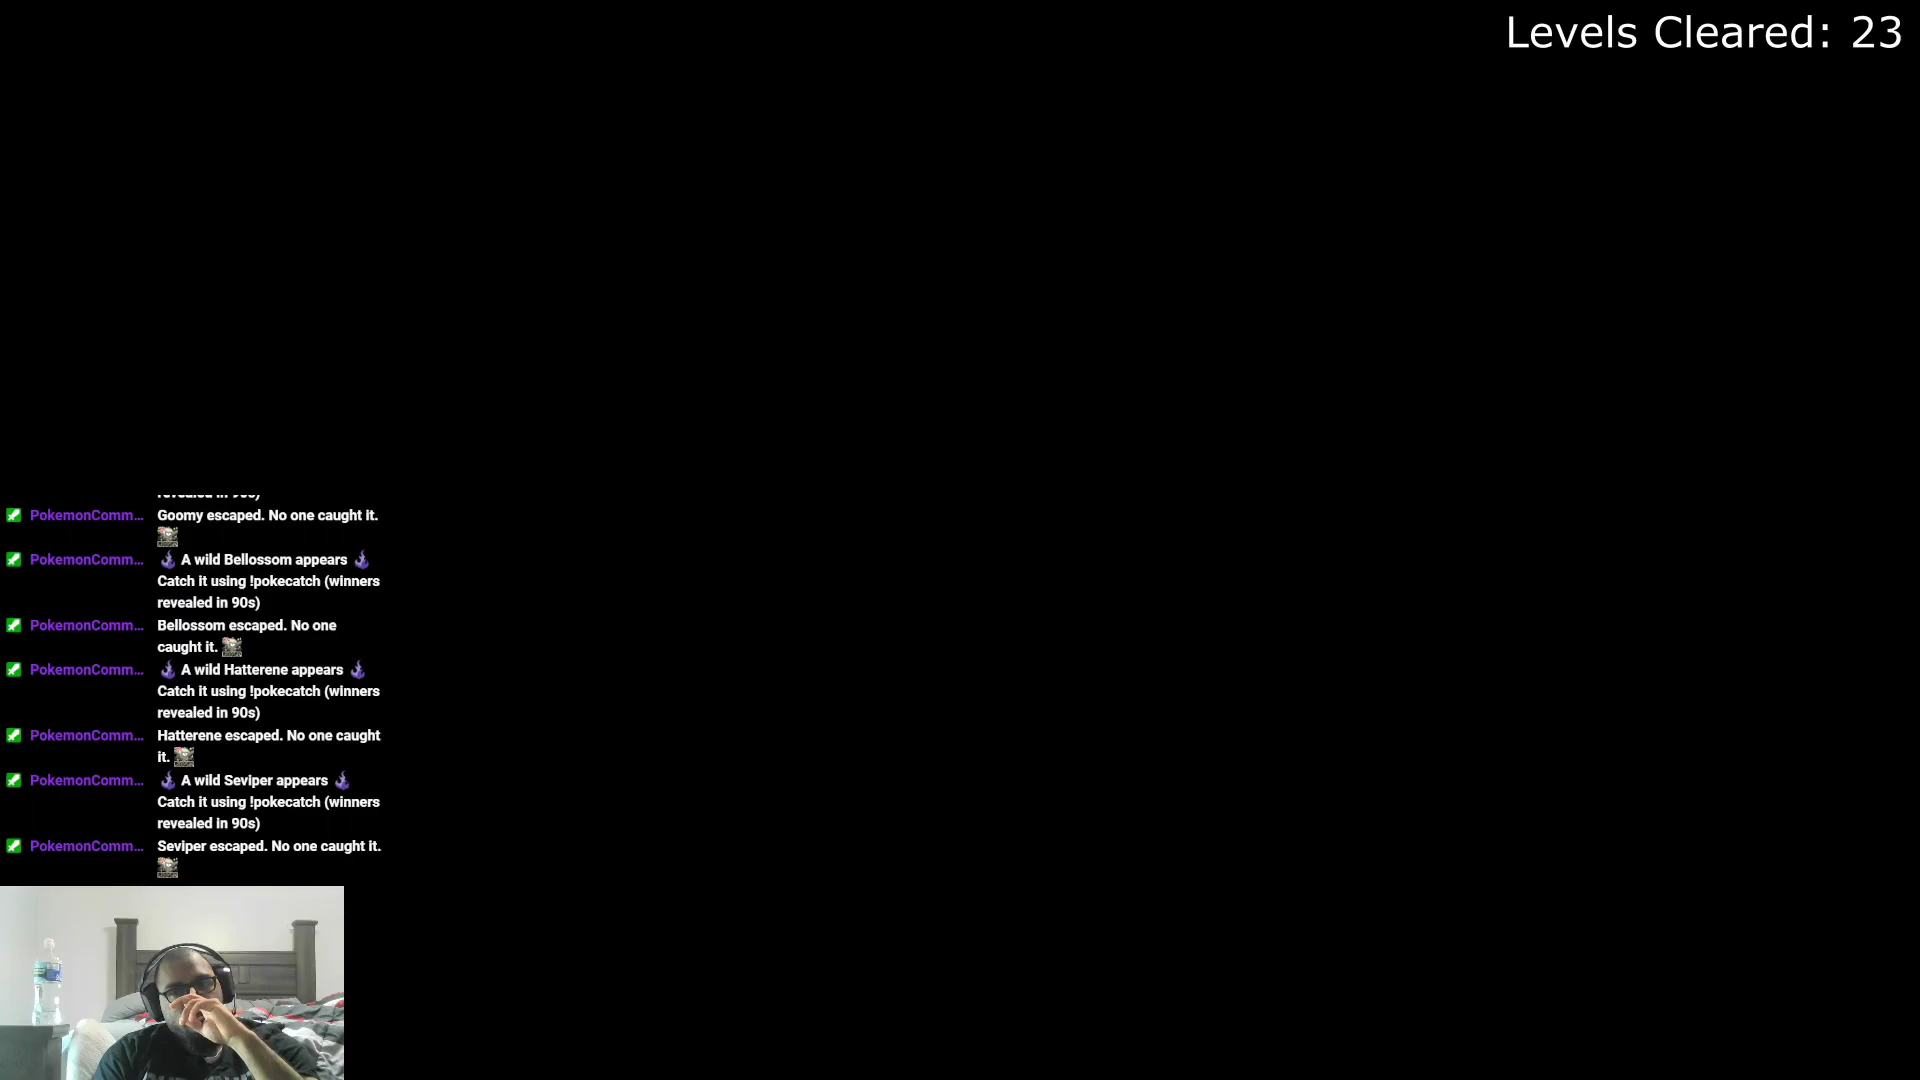 Levels Cleared: 23
PokemonComm... Goomy escaped. No one caught it.
PokemonComm... A wild Bellossom appears
Catch it using !pokecatch (winners
revealed in 90s)
PokemonComm... Bellossom escaped. No one
caught it.
PokemonComm... A wild Hatterene appears
Catch it using !pokecatch (winners
revealed in 90s)
PokemonComm... Hatterene escaped. No one caught
it.
PokemonComm... A wild Seviper appears
Catch it using !pokecatch (winners
revealed in 90s)
PokemonComm... Seviper escaped. No one caught it.